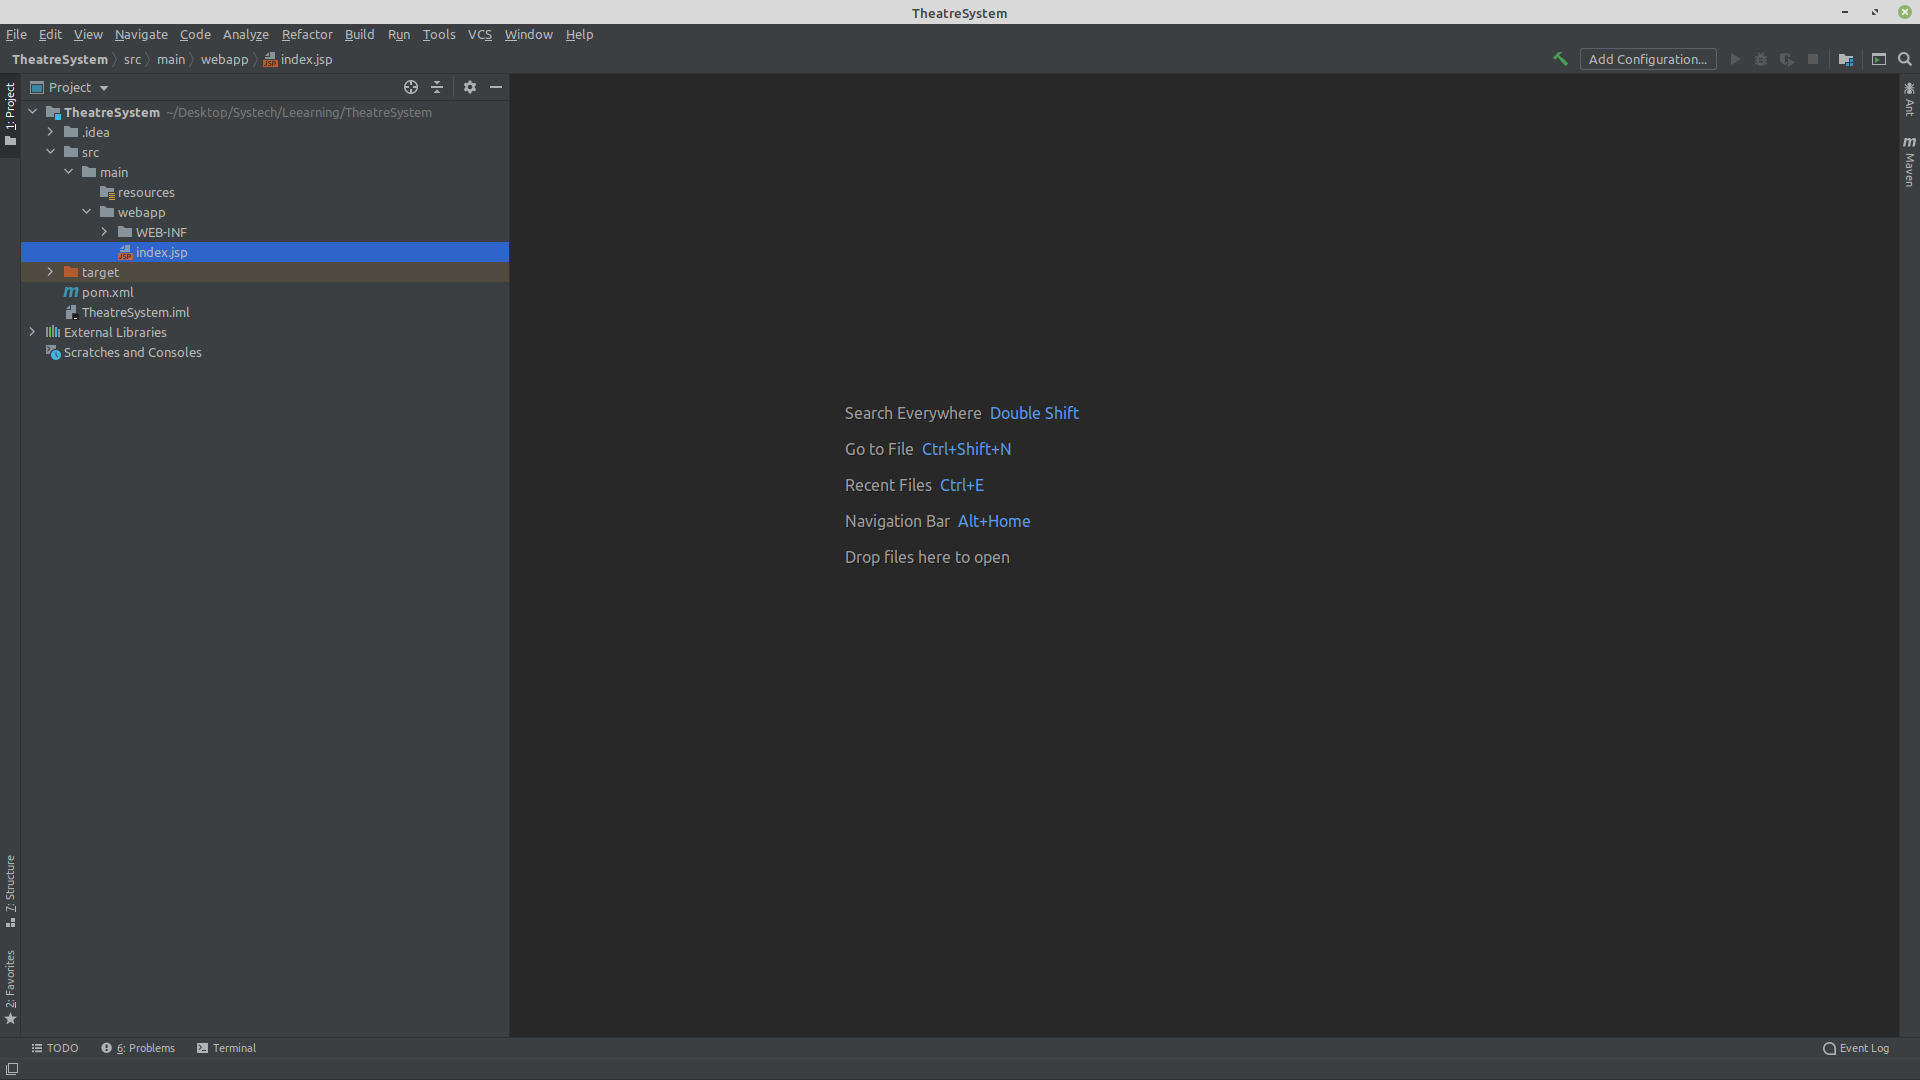 TheatreSystem
File Edit View Navigate Code Analyze Refactor Build Run Tools VCS Window Help
TheatreSystem src main webapp index.jsp Add Configuration...
1: Project
Project
TheatreSystem ~/Desktop/Systech/Leearning/TheatreSystem
.idea
src
main
resources
webapp
WEB-INF
index.jsp
target
pom.xml
TheatreSystem.iml
External Libraries
Scratches and Consoles
Search Everywhere Double Shift
Go to File Ctrl+Shift+N
Recent Files Ctrl+E
Navigation Bar Alt+Home
Drop files here to open
Ant
m
Maven
7: Structure
2: Favorites
TODO 6: Problems Terminal Event Log